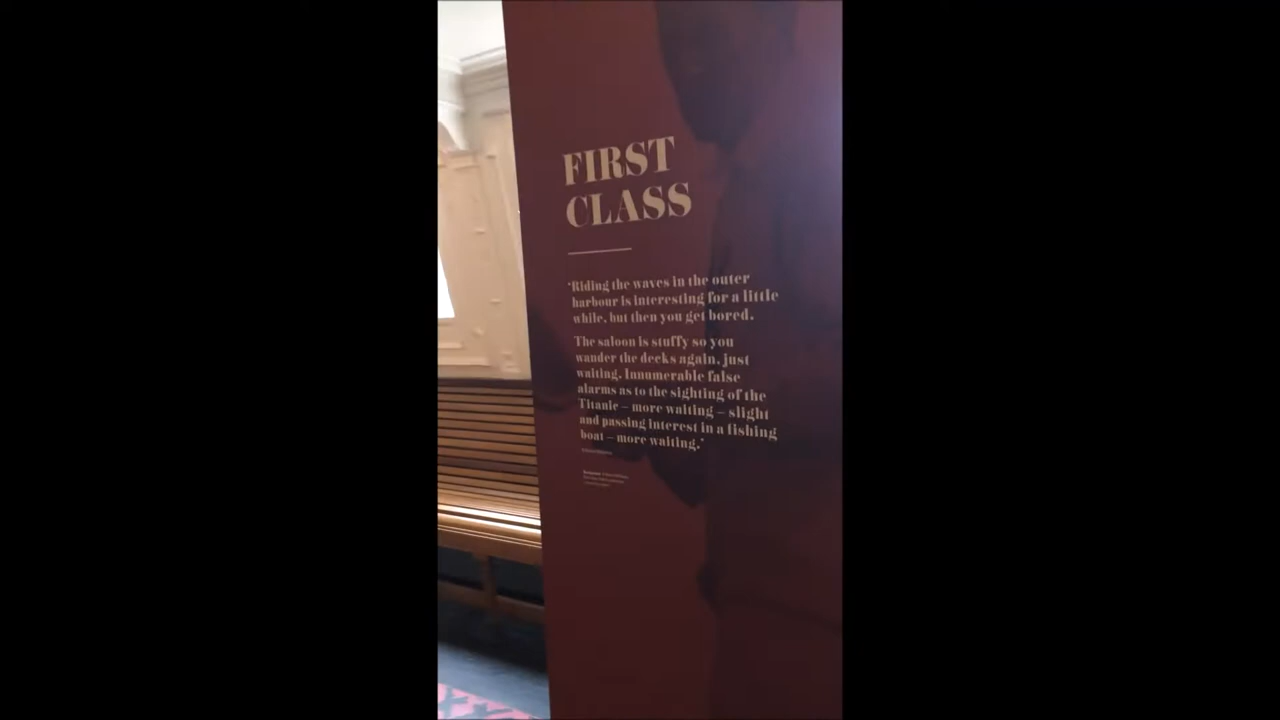 FIRST
CLASS
'Riding the waves in the outer
harbour is interesting for a little
while, but then you get bored.
The saloon is stuffy so you
wander the decks again, just
waiting. Innumerable false
alarms as to the sighting of the
Titanic – more waiting – slight
and passing interest in a fishing
boat – more waiting.'